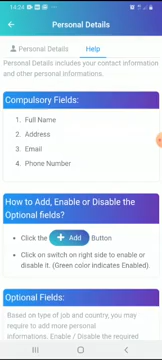 14:24
Personal Details
Personal Details
Help
Personal Details includes your contact information
and other personal informations.
Compulsory Fields:
1. Full Name
2. Address
3. Email
4. Phone Number
How to Add, Enable or Disable the
Optional fields?
• Click the + Add Button
• Click on switch on right side to enable or
disable it. (Green color indicates Enabled).
Optional Fields:
Based on type of job and country, you may
require to add more personal
informations. Enable / Disable the required